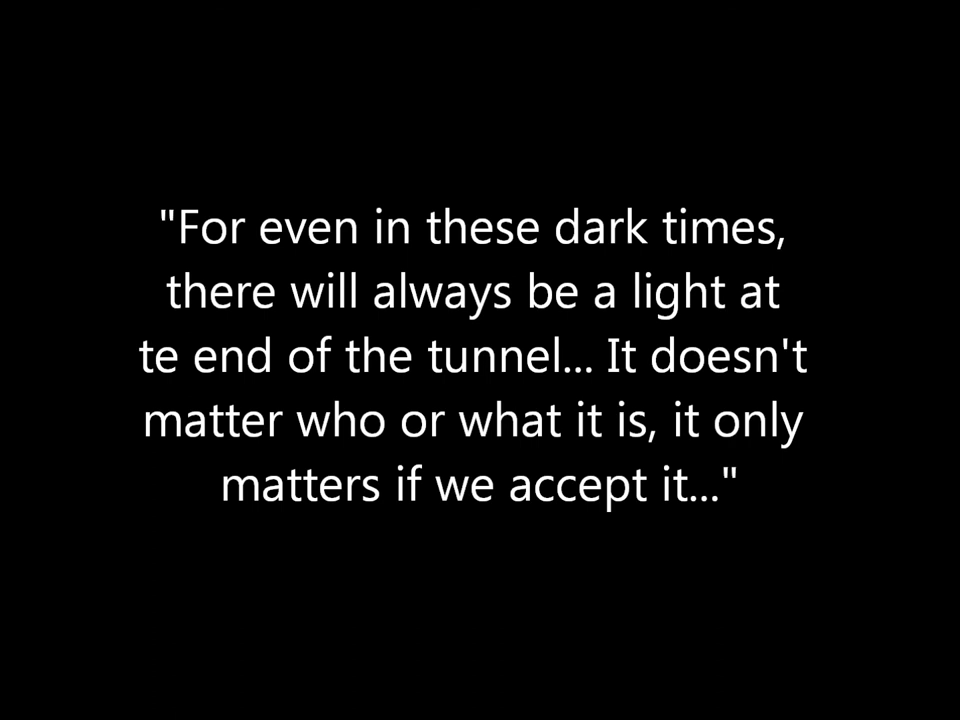 "For even in these dark times,
there will always be a light at
te end of the tunnel... It doesn't
matter who or what it is, it only
matters if we accept it..."